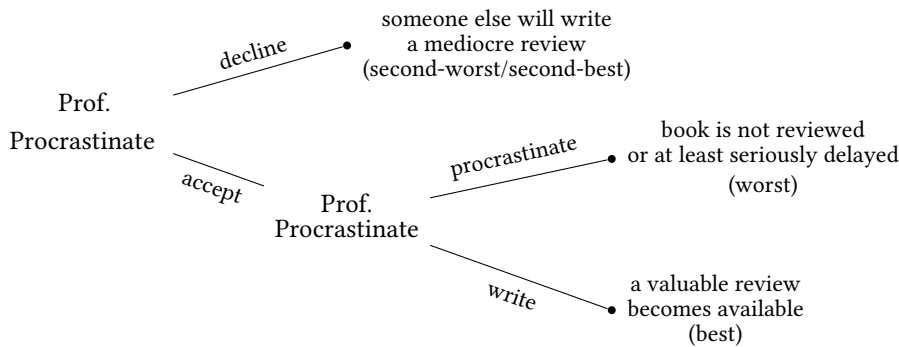 someone else will write
a mediocre review
(second-worst/second-best)
decline
Prof.
Procrastinate
accept
procrastinate
book is not reviewed
or at least seriously delayed
(worst)
Prof.
Procrastinate
write
a valuable review
becomes available
(best)